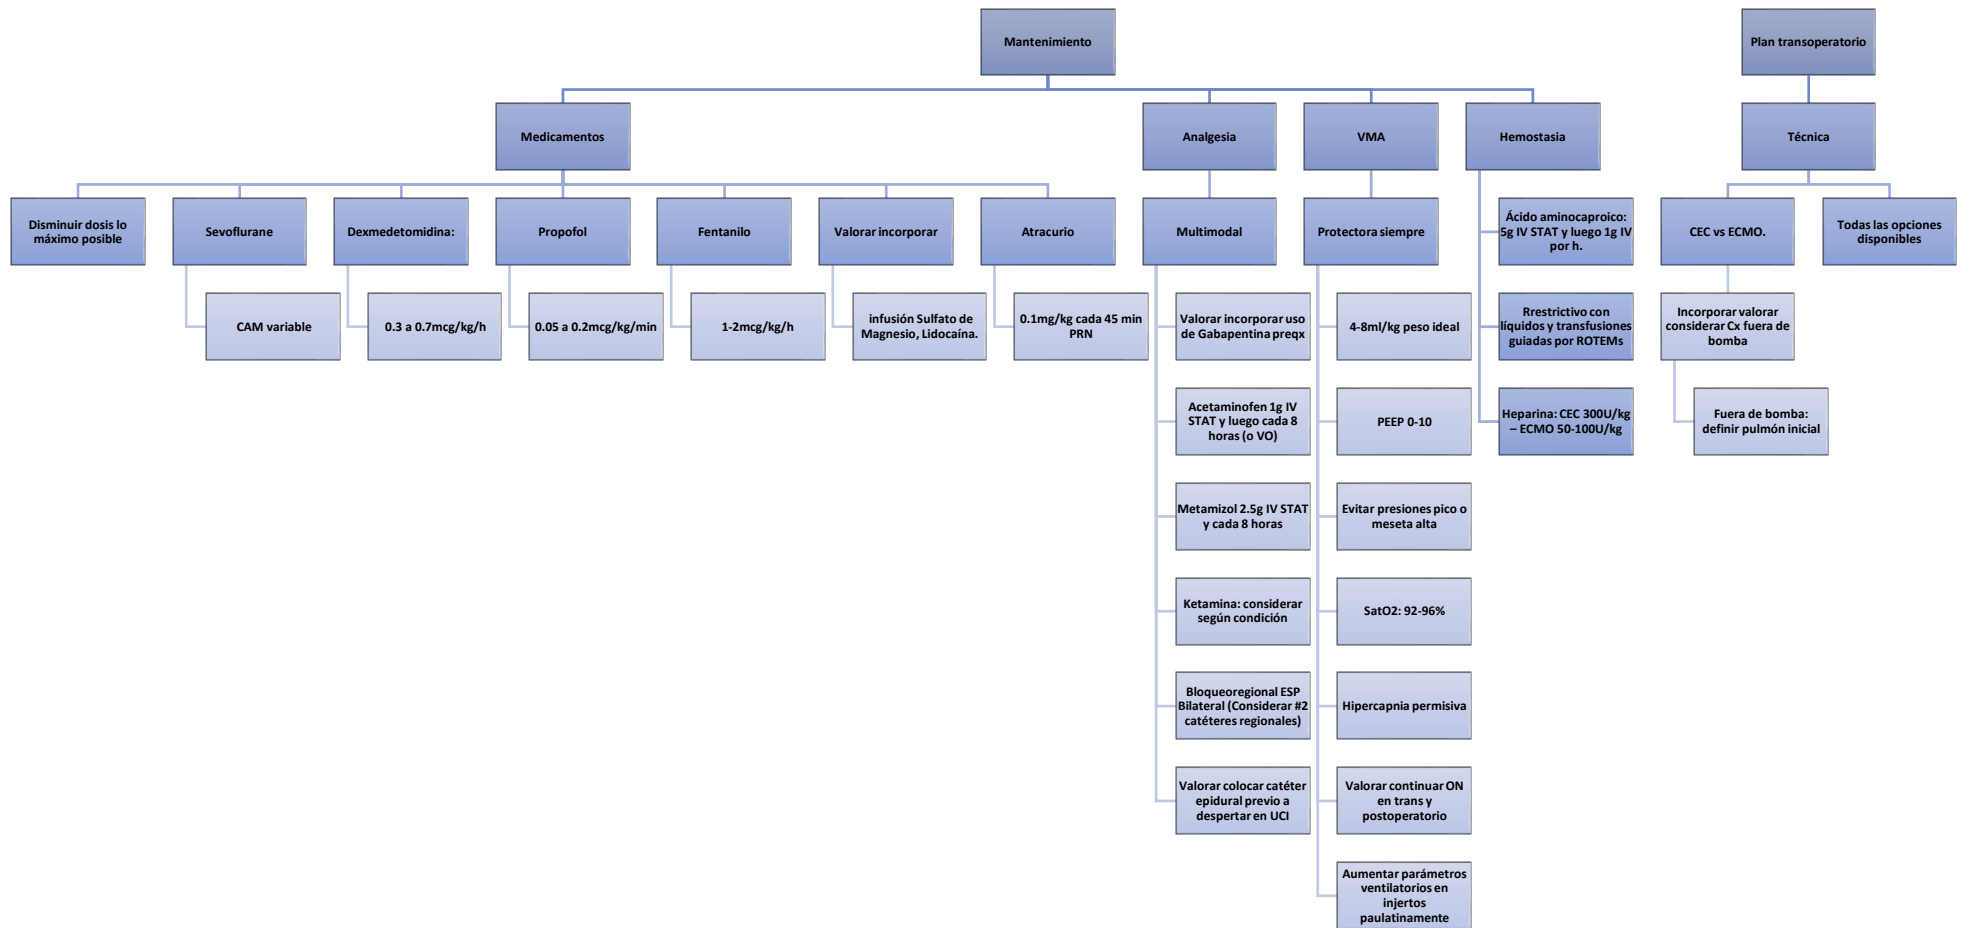 Mantenimiento
Plan transoperatorio
Medicamentos
Analgesia
VMA
Hemostasia
Técnica
Disminuir dosis lo
máximo posible
Sevoflurane
Dexmedetomidina:
Propofol
Fentanilo
Valorar incorporar
Atracurio
Multimodal
Protectora siempre
Ácido aminocaproico:
5g IV STAT y luego 1g IV
por h.
CEC vs ECMO.
Todas las opciones
disponibles
CAM variable
0.3 a 0.7mcg/kg/h
0.05 a 0.2mcg/kg/min
1-2mcg/kg/h
infusión Sulfato de
Magnesio, Lidocaína.
0.1mg/kg cada 45 min
PRN
Valorar incorporar uso
de Gabapentina preqx
4-8ml/kg peso ideal
Rrestrictivo con
líquidos y transfusiones
guiadas por ROTEMs
Incorporar valorar
considerar Cx fuera de
bomba
Acetaminofen 1g IV
STAT y luego cada 8
horas (o VO)
PEEP 0-10
Heparina: CEC 300U/kg
– ECMO 50-100U/kg
Fuera de bomba:
definir pulmón inicial
Metamizol 2.5g IV STAT
y cada 8 horas
Evitar presiones pico o
meseta alta
Ketamina: considerar
según condición
SatO2: 92-96%
Bloqueoregional ESP
Bilateral (Considerar #2
catéteres regionales)
Hipercapnia permisiva
Valorar colocar catéter
epidural previo a
despertar en UCI
Valorar continuar ON
en trans y
postoperatorio
Aumentar parámetros
ventilatorios en
injertos
paulatinamente